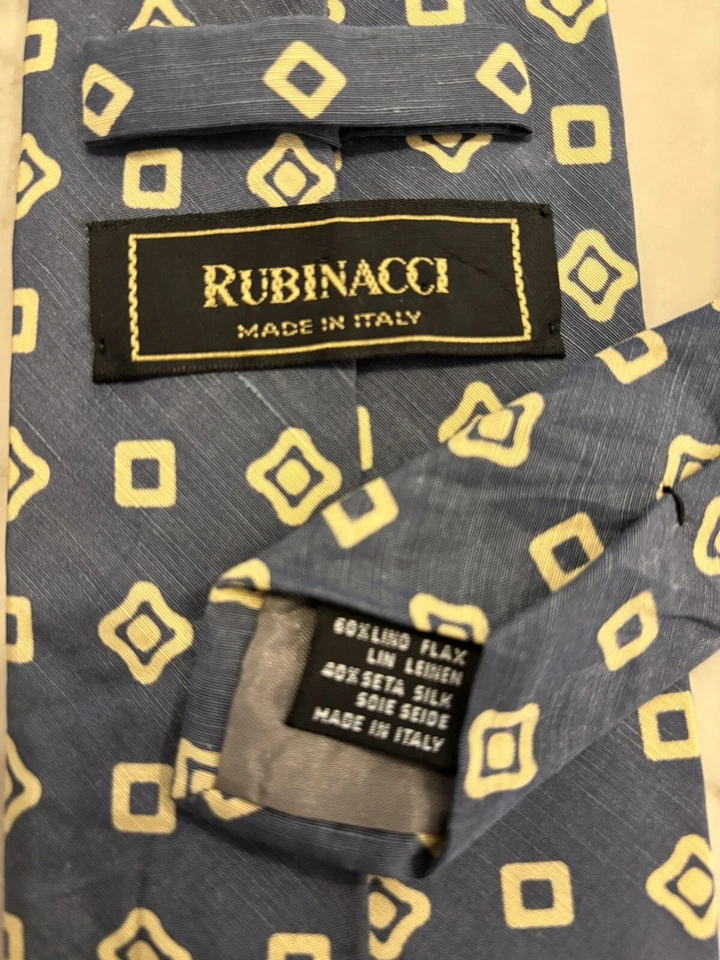 RUBINACCI
MADE IN ITALY
60%LINO FLAX
LIN LEINEN
40%SETA SILK
SOIE SEIDE
MADE IN ITALY